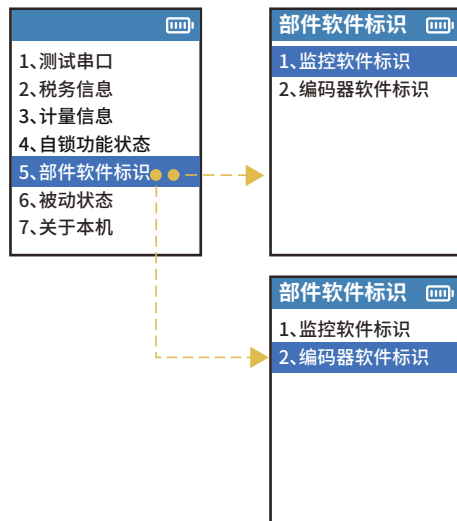 1、测试串口
2、税务信息
3、计量信息
4、自锁功能状态
5、部件软件标识
6、被动状态
7、关于本机
部件软件标识
1、监控软件标识
2、编码器软件标识
部件软件标识
1、监控软件标识
2、编码器软件标识